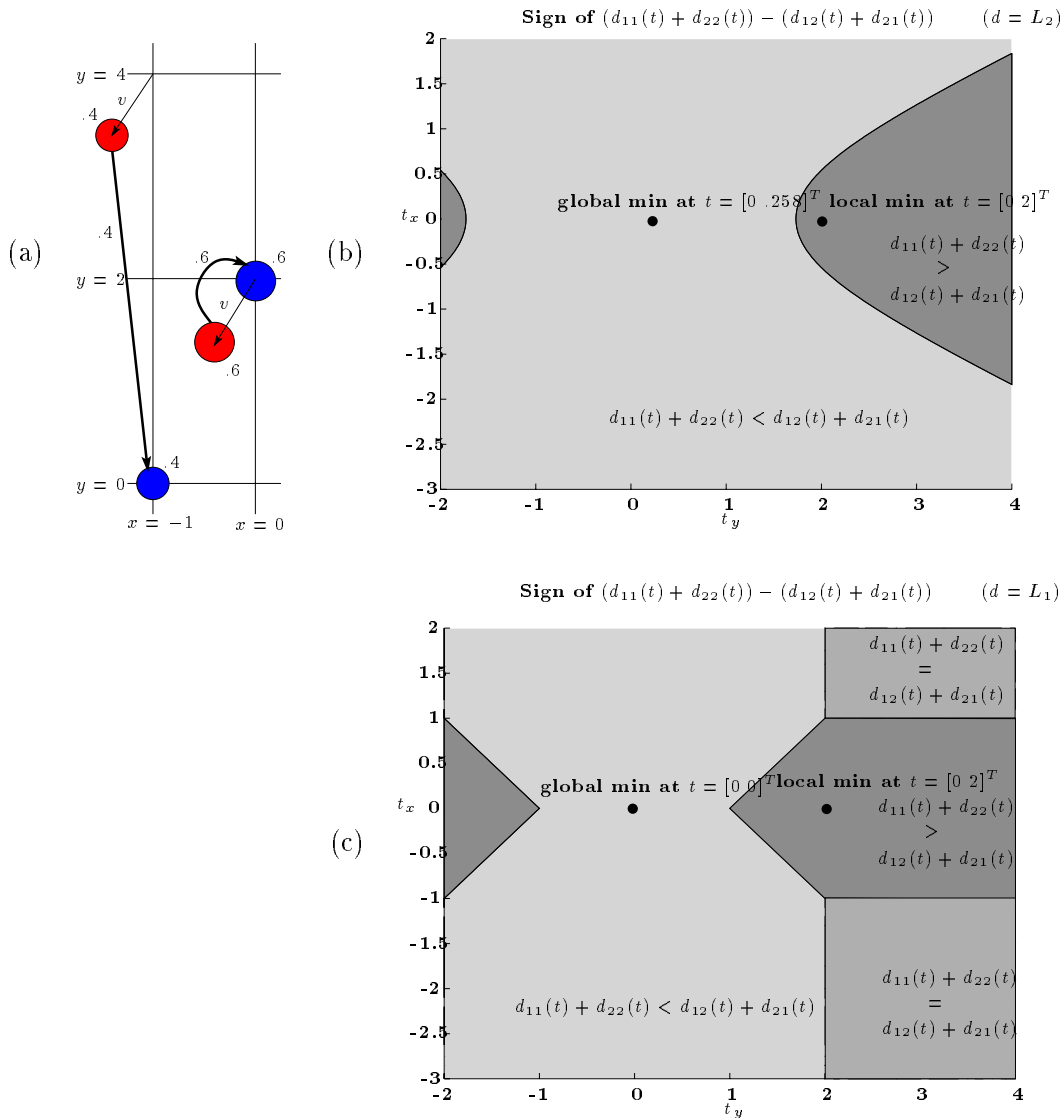 (a)
y = 4
v
.4
.4
y = 2
.6
.6
v
.6
.4
y = 0
x = −1
x = 0
(b)
Sign of (d₁₁(t) + d₂₂(t)) − (d₁₂(t) + d₂₁(t)) (d = L₂)
2
1.5
1
0.5
tₓ 0
-0.5
-1
-1.5
-2
-2.5
-3
global min at t = [0 .258]ᵀ
local min at t = [0 2]ᵀ
d₁₁(t) + d₂₂(t)
>
d₁₂(t) + d₂₁(t)
d₁₁(t) + d₂₂(t) < d₁₂(t) + d₂₁(t)
-2 -1 0 1 2 3 4
t_y
(c)
Sign of (d₁₁(t) + d₂₂(t)) − (d₁₂(t) + d₂₁(t)) (d = L₁)
2
1.5
1
0.5
tₓ 0
-0.5
-1
-1.5
-2
-2.5
-3
d₁₁(t) + d₂₂(t)
=
d₁₂(t) + d₂₁(t)
global min at t = [0 0]ᵀ
local min at t = [0 2]ᵀ
d₁₁(t) + d₂₂(t)
>
d₁₂(t) + d₂₁(t)
d₁₁(t) + d₂₂(t) < d₁₂(t) + d₂₁(t)
d₁₁(t) + d₂₂(t)
=
d₁₂(t) + d₂₁(t)
-2 -1 0 1 2 3 4
t_y